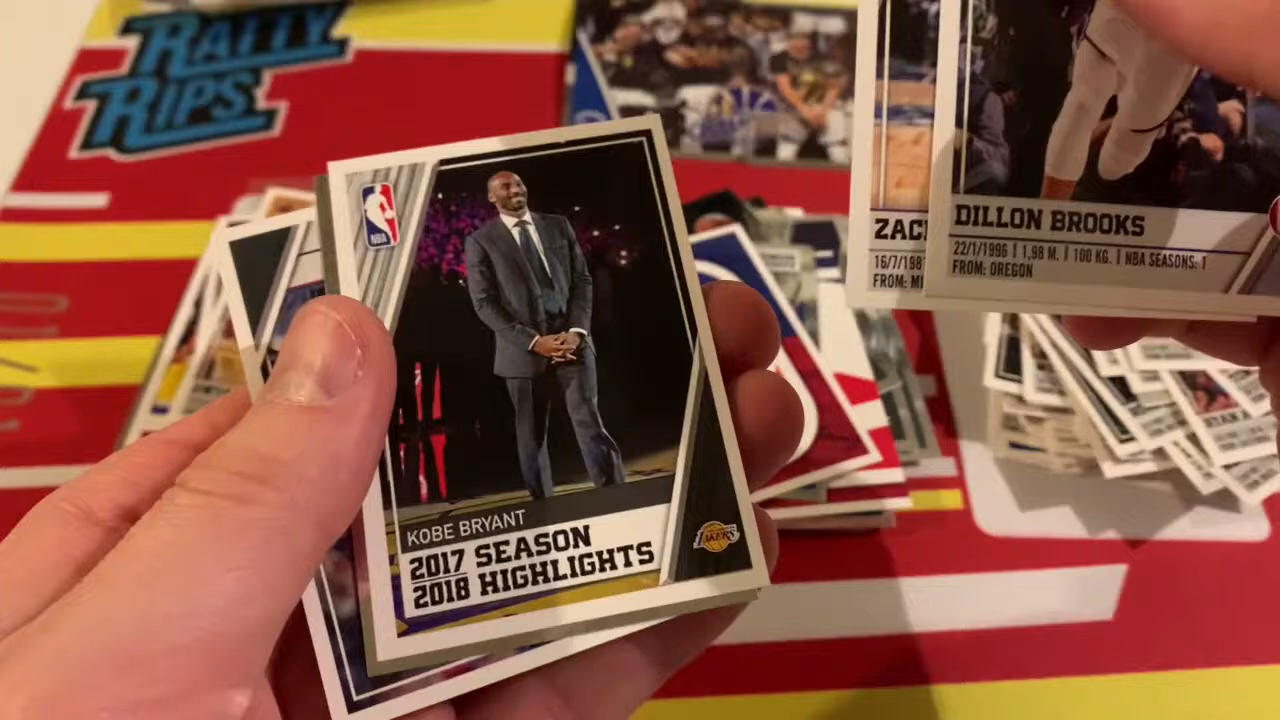 RATTY
RIPS
NBA
KOBE BRYANT
2017 SEASON
2018 HIGHLIGHTS
LAKERS
ZAC
16/7/198
FROM: MI
DILLON BROOKS
22/1/1996 | 1,98 M. | 100 KG. | NBA SEASONS: 1
FROM: OREGON